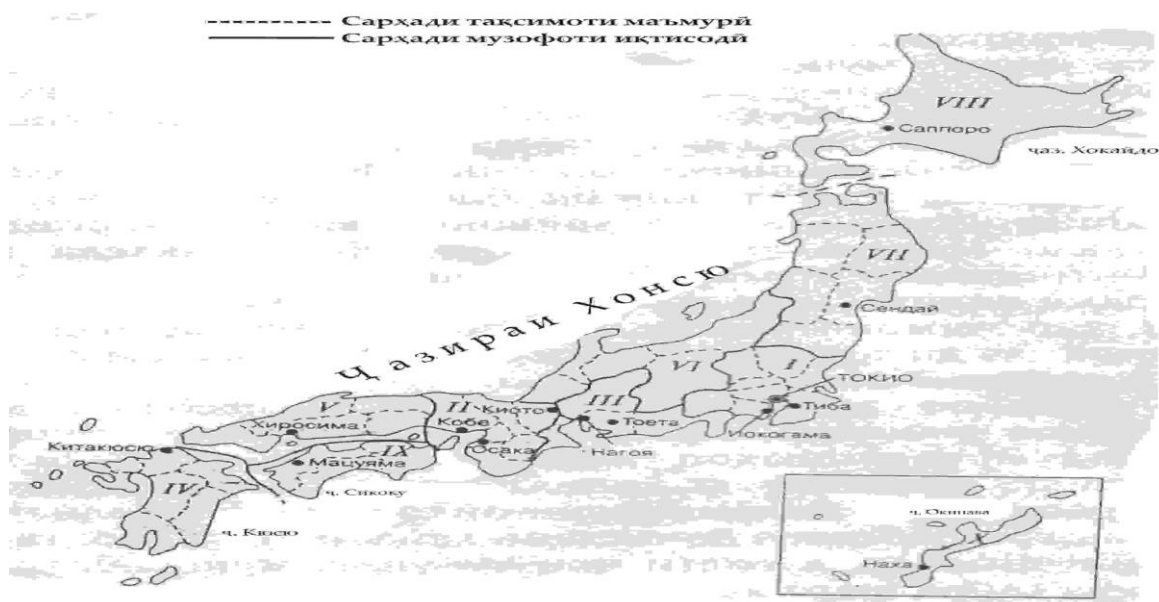 Сарҳади тақсимоти маъмурӣ
Сарҳади музофоти иқтисодӣ
VIII
Саппоро
ҷаз. Хокайдо
VII
Сендай
Ҷазираи Хонсю
VI
I
ТОКИО
Тиба
Иокогама
III
Тоета
Нагоя
II
Киото
Кобе
Осака
V
Хиросима
Китакюсю
IX
Мацуяма
ҷ. Сикоку
IV
ҷ. Кюсю
ҷ. Окинава
Наха